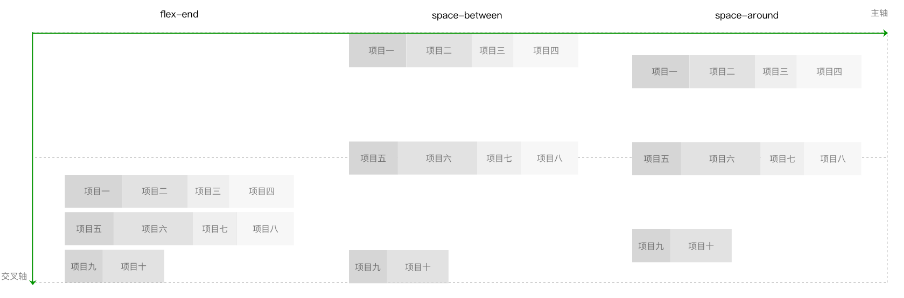 flex-end
space-between
space-around
主轴
项目一 项目二 项目三 项目四
项目五 项目六 项目七 项目八
项目九 项目十
项目一 项目二 项目三 项目四
项目五 项目六 项目七 项目八
项目九 项目十
项目一 项目二 项目三 项目四
项目五 项目六 项目七 项目八
项目九 项目十
交叉轴